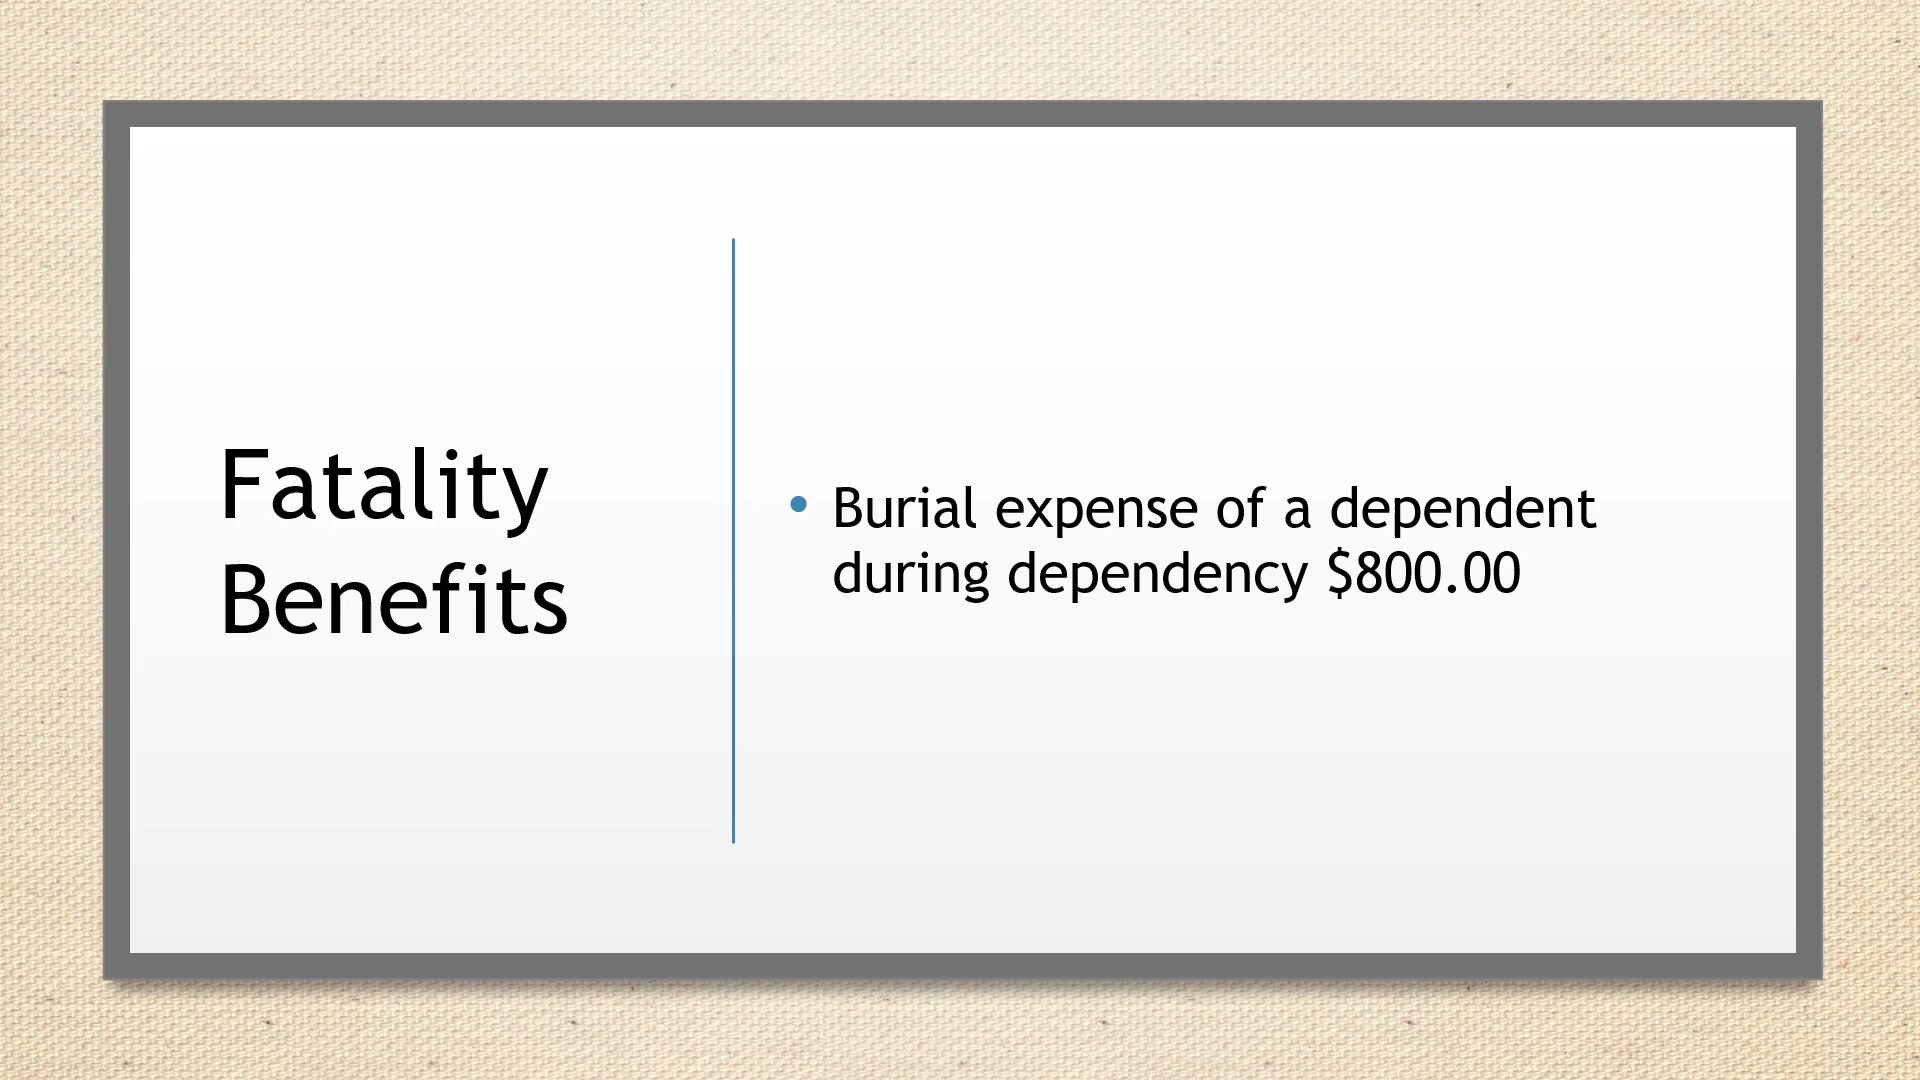 Fatality
Benefits
• Burial expense of a dependent
during dependency $800.00